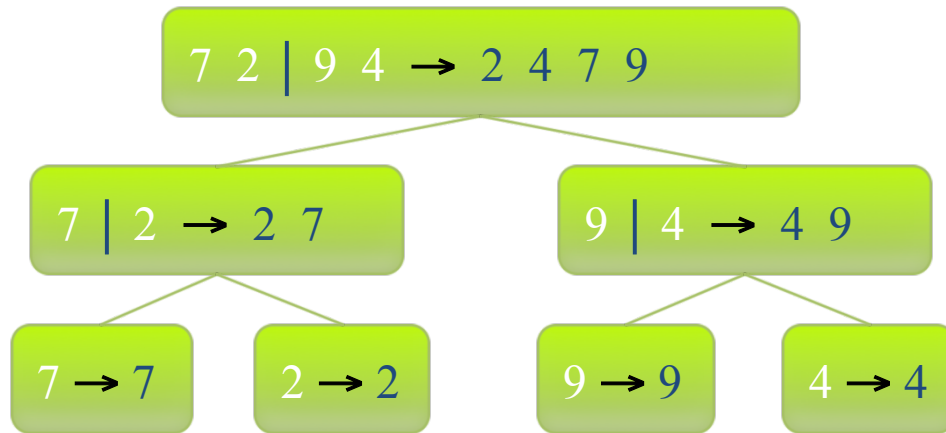 7 2 | 9 4 → 2 4 7 9
7 | 2 → 2 7
9 | 4 → 4 9
7 → 7
2 → 2
9 → 9
4 → 4